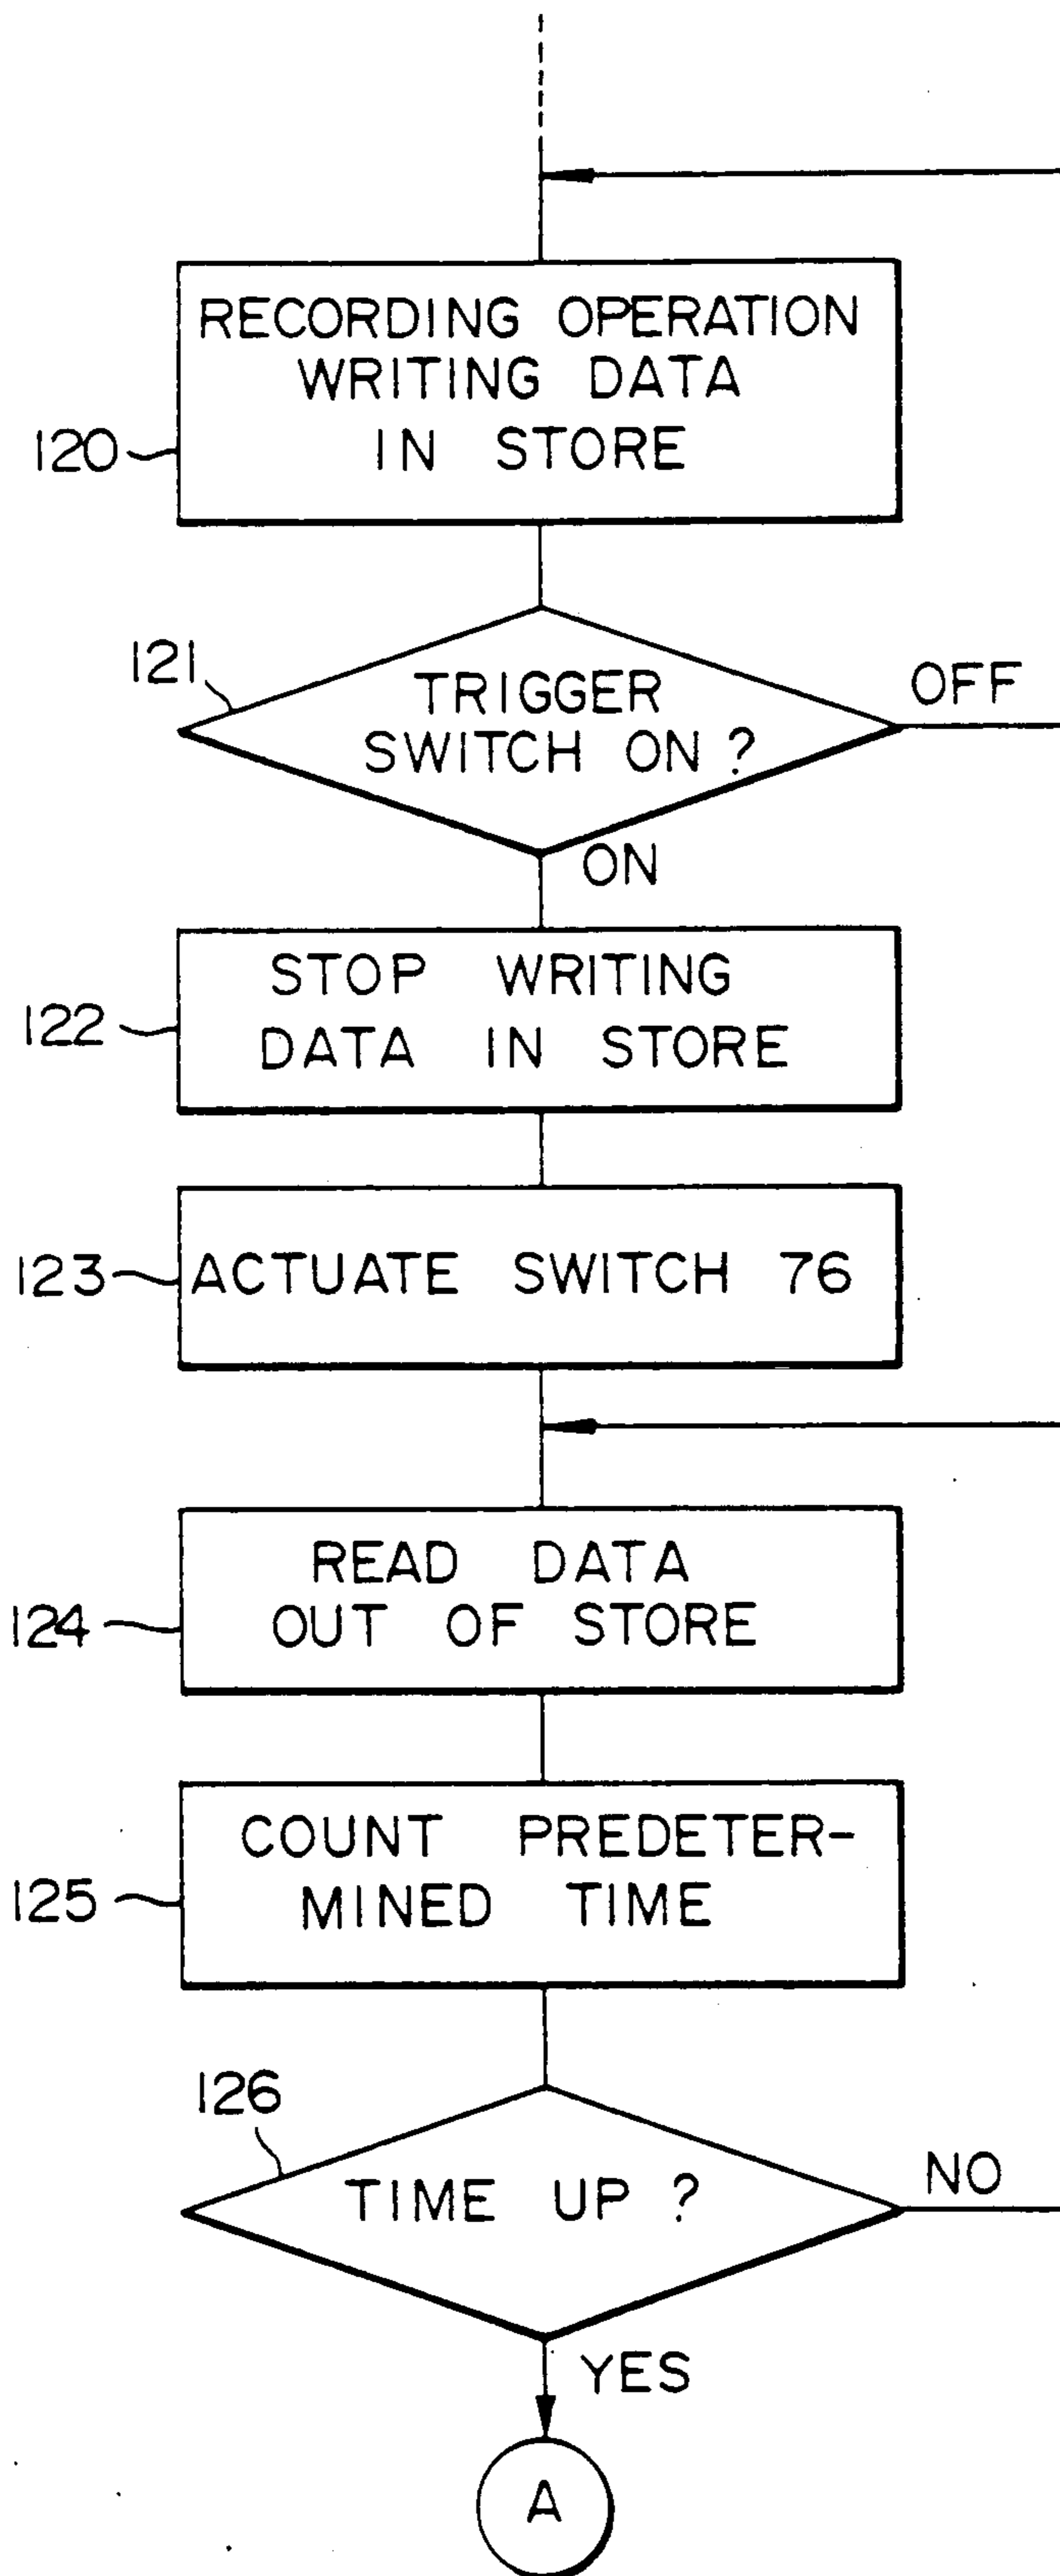 RECORDING OPERATION
WRITING DATA
IN STORE
120
121
TRIGGER
SWITCH ON ?
OFF
ON
STOP WRITING
DATA IN STORE
122
123
ACTUATE SWITCH 76
READ DATA
OUT OF STORE
124
COUNT PREDETER-
MINED TIME
125
126
TIME UP ?
NO
YES
A